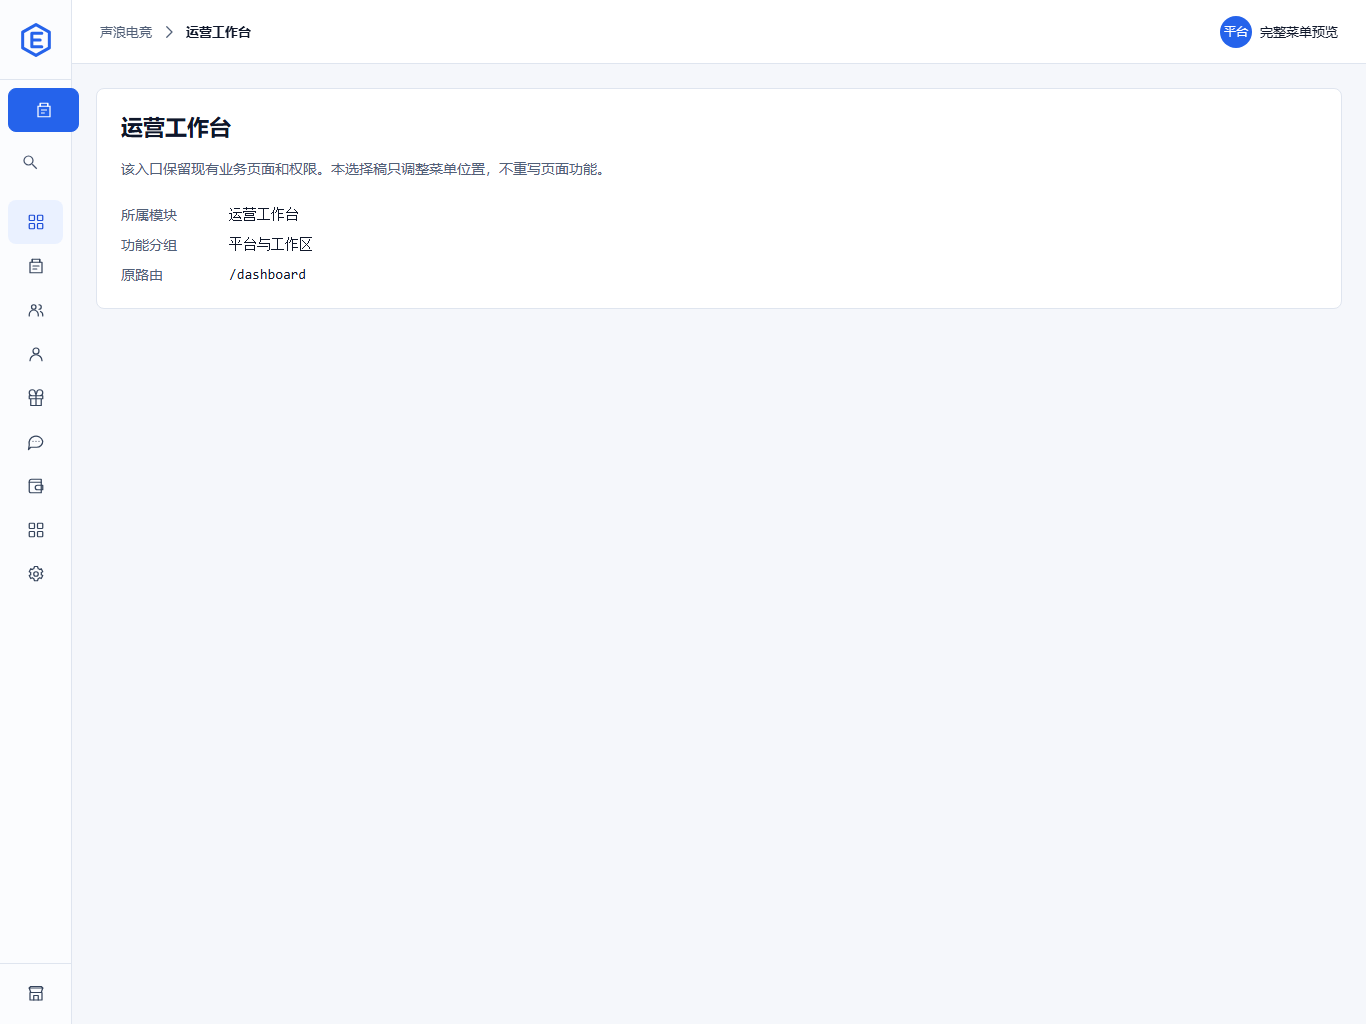 声浪电竞 > 运营工作台
平台 完整菜单预览
运营工作台
该入口保留现有业务页面和权限。本选择稿只调整菜单位置，不重写页面功能。
所属模块 运营工作台
功能分组 平台与工作区
原路由 /dashboard